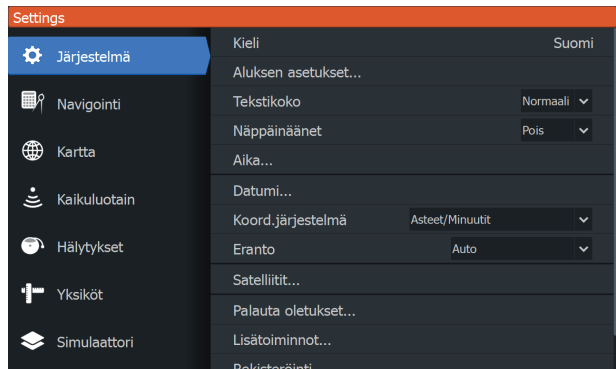 Settings
Järjestelmä
Navigointi
Kartta
Kaikuluotain
Hälytykset
Yksiköt
Simulaattori
Kieli Suomi
Aluksen asetukset...
Tekstikoko Normaali
Näppäinäänet Pois
Aika...
Datumi...
Koord.järjestelmä Asteet/Minuutit
Eranto Auto
Satelliitit...
Palauta oletukset...
Lisätoiminnot...
Rekisteröinti